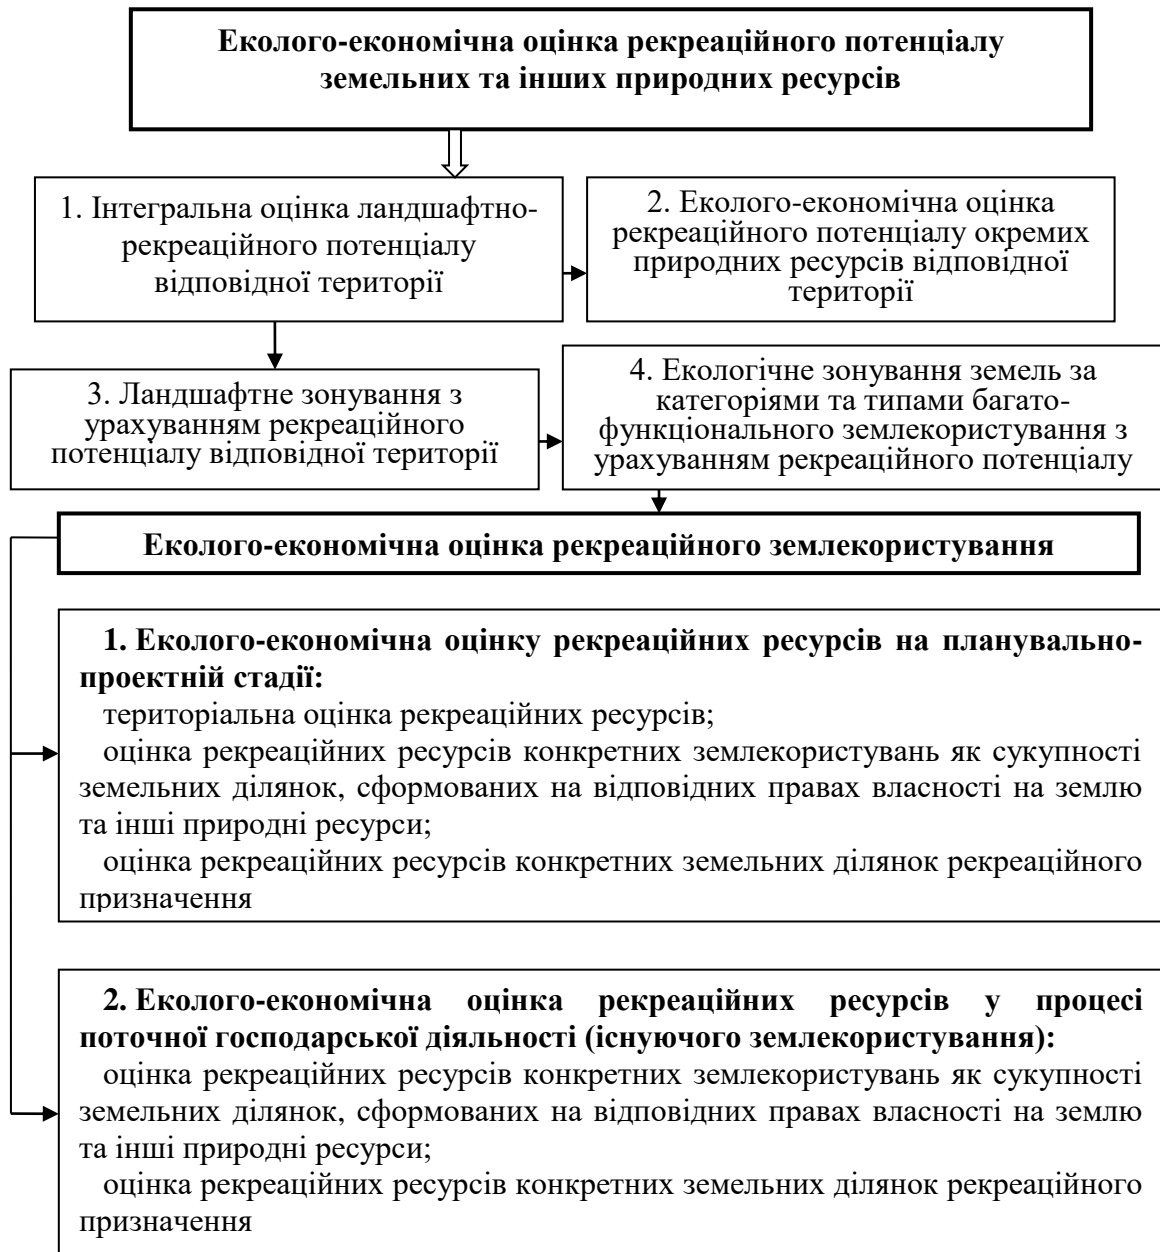 Еколого-економічна оцінка рекреаційного потенціалу
земельних та інших природних ресурсів
1. Інтегральна оцінка ландшафтно-
рекреаційного потенціалу
відповідної території
2. Еколого-економічна оцінка
рекреаційного потенціалу окремих
природних ресурсів відповідної
території
3. Ландшафтне зонування з
урахуванням рекреаційного
потенціалу відповідної території
4. Екологічне зонування земель за
категоріями та типами багато-
функціонального землекористування з
урахуванням рекреаційного потенціалу
Еколого-економічна оцінка рекреаційного землекористування
1. Еколого-економічна оцінку рекреаційних ресурсів на планувально-
проектній стадії:
територіальна оцінка рекреаційних ресурсів;
оцінка рекреаційних ресурсів конкретних землекористувань як сукупності
земельних ділянок, сформованих на відповідних правах власності на землю
та інші природні ресурси;
оцінка рекреаційних ресурсів конкретних земельних ділянок рекреаційного
призначення
2. Еколого-економічна оцінка рекреаційних ресурсів у процесі
поточної господарської діяльності (існуючого землекористування):
оцінка рекреаційних ресурсів конкретних землекористувань як сукупності
земельних ділянок, сформованих на відповідних правах власності на землю
та інші природні ресурси;
оцінка рекреаційних ресурсів конкретних земельних ділянок рекреаційного
призначення